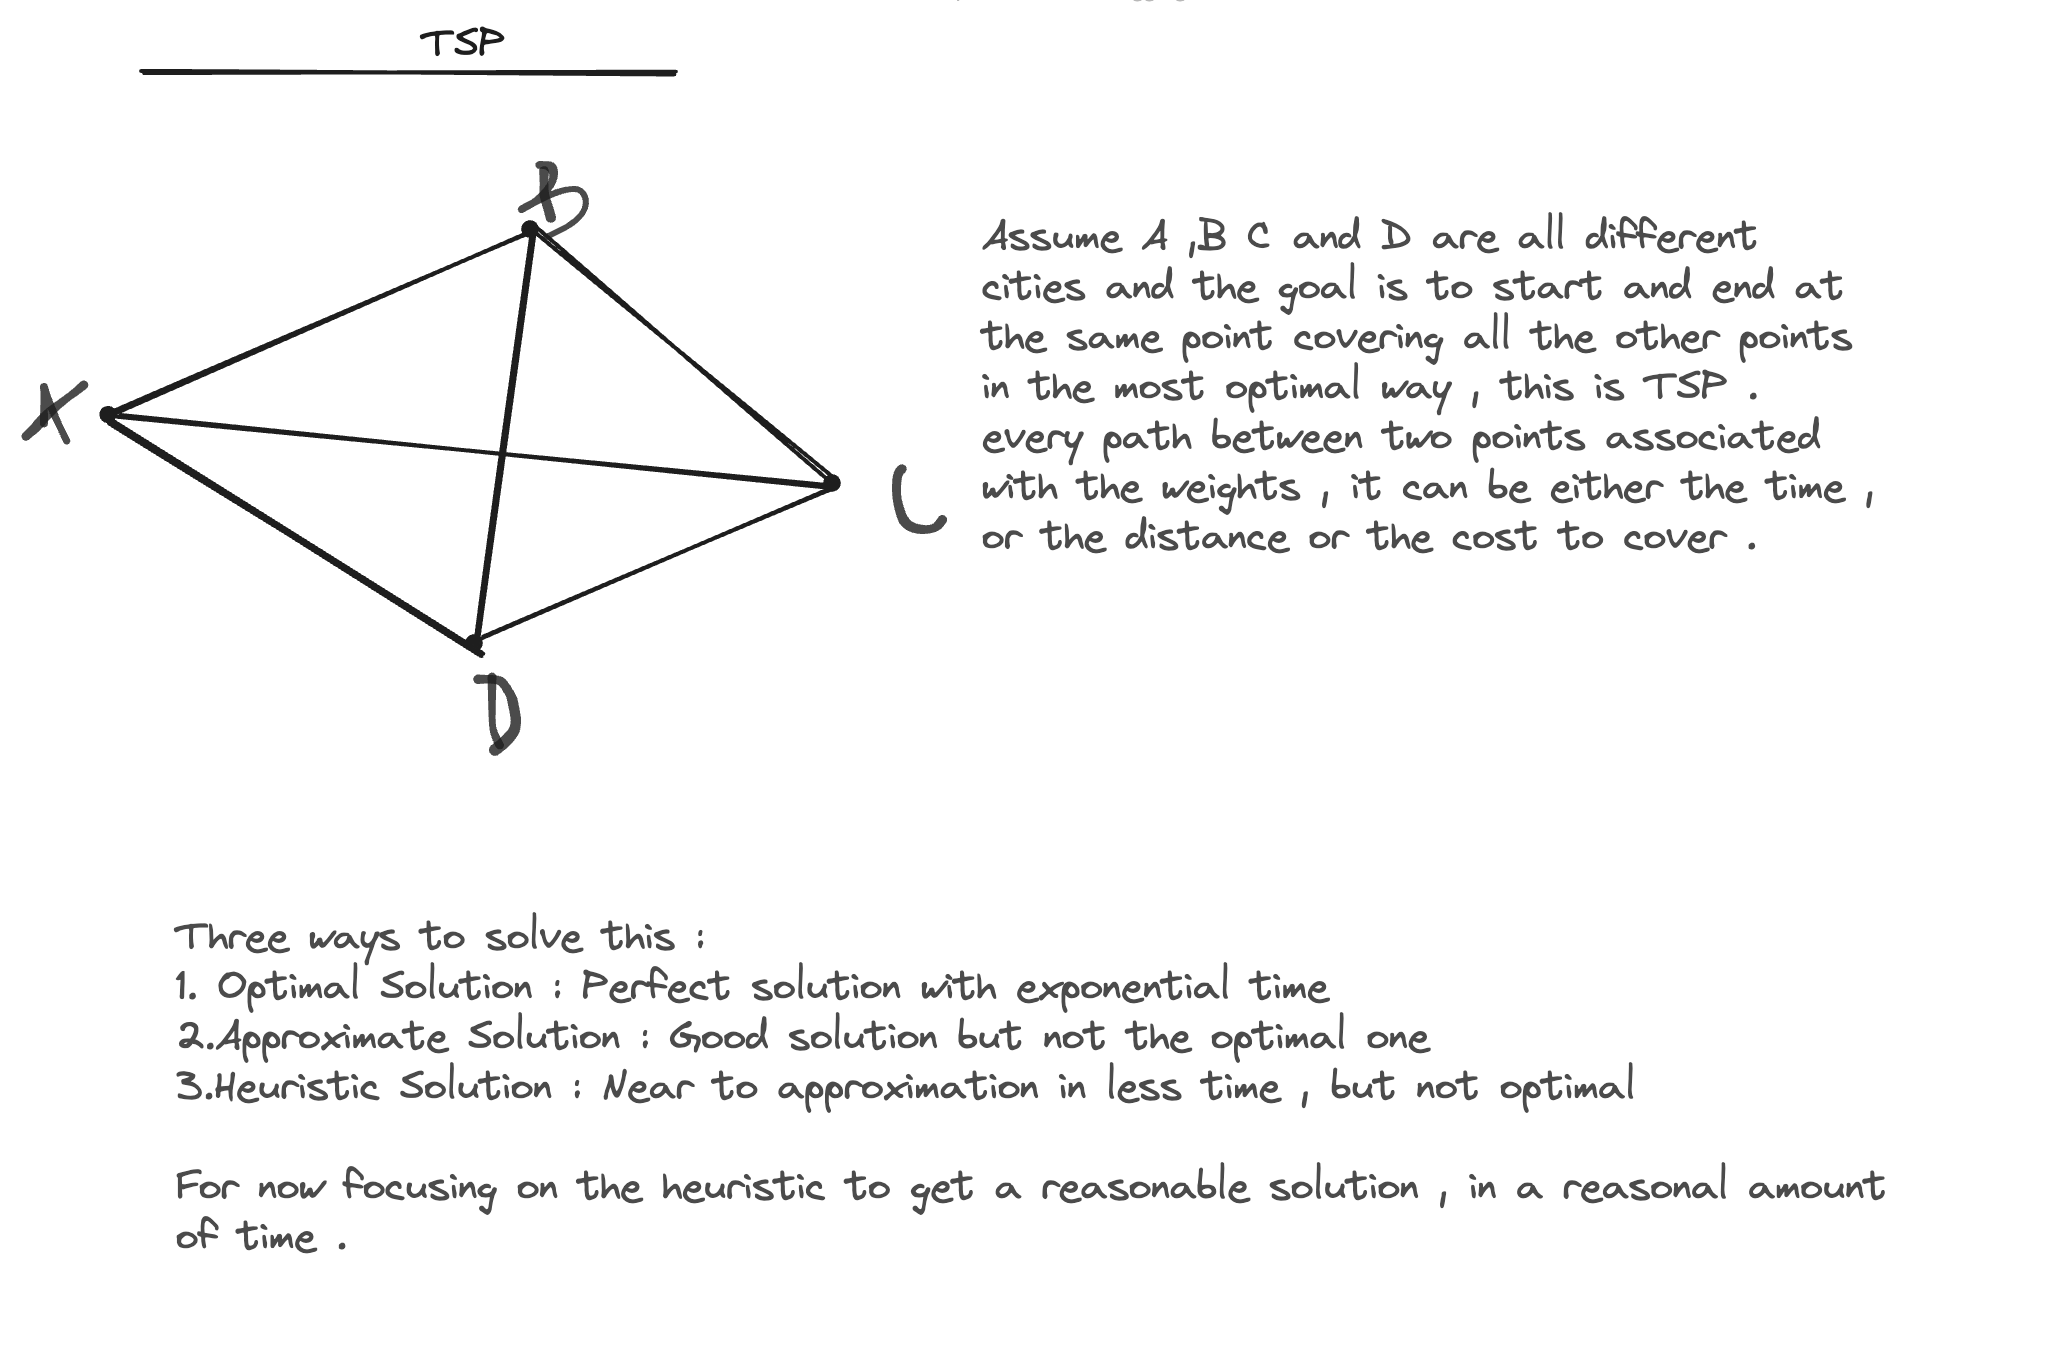 TSP
B
A
C
D
Assume A ,B C and D are all different
cities and the goal is to start and end at
the same point covering all the other points
in the most optimal way , this is TSP .
every path between two points associated
with the weights , it can be either the time ,
or the distance or the cost to cover .
Three ways to solve this :
1. Optimal Solution : Perfect solution with exponential time
2.Approximate Solution : Good solution but not the optimal one
3.Heuristic Solution : Near to approximation in less time , but not optimal
For now focusing on the heuristic to get a reasonable solution , in a reasonal amount
of time .